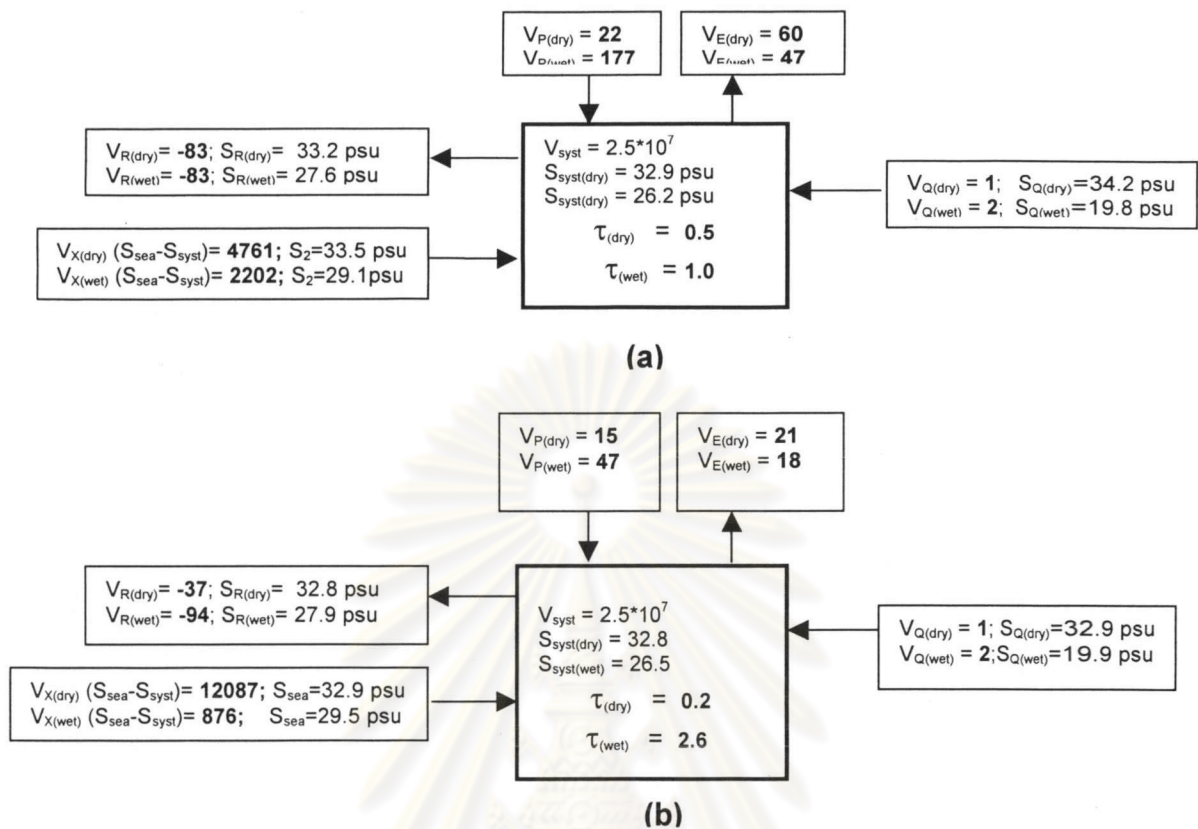 V_P(dry) = 22
V_P(wet) = 177
V_E(dry) = 60
V_E(wet) = 47
V_R(dry) = -83; S_R(dry) = 33.2 psu
V_R(wet) = -83; S_R(wet) = 27.6 psu
V_syst = 2.5*10^7
S_syst(dry) = 32.9 psu
S_syst(dry) = 26.2 psu
τ_(dry) = 0.5
τ_(wet) = 1.0
V_Q(dry) = 1; S_Q(dry)=34.2 psu
V_Q(wet) = 2; S_Q(wet)=19.8 psu
V_X(dry) (S_sea-S_syst)= 4761; S_2=33.5 psu
V_X(wet) (S_sea-S_syst)= 2202; S_2=29.1psu
(a)
V_P(dry) = 15
V_P(wet) = 47
V_E(dry) = 21
V_E(wet) = 18
V_R(dry)= -37; S_R(dry)= 32.8 psu
V_R(wet)= -94; S_R(wet)= 27.9 psu
V_syst = 2.5*10^7
S_syst(dry) = 32.8
S_syst(wet) = 26.5
τ_(dry) = 0.2
τ_(wet) = 2.6
V_Q(dry) = 1; S_Q(dry)=32.9 psu
V_Q(wet) = 2;S_Q(wet)=19.9 psu
V_X(dry) (S_sea-S_syst)= 12087; S_sea=32.9 psu
V_X(wet) (S_sea-S_syst)= 876; S_sea=29.5 psu
(b)